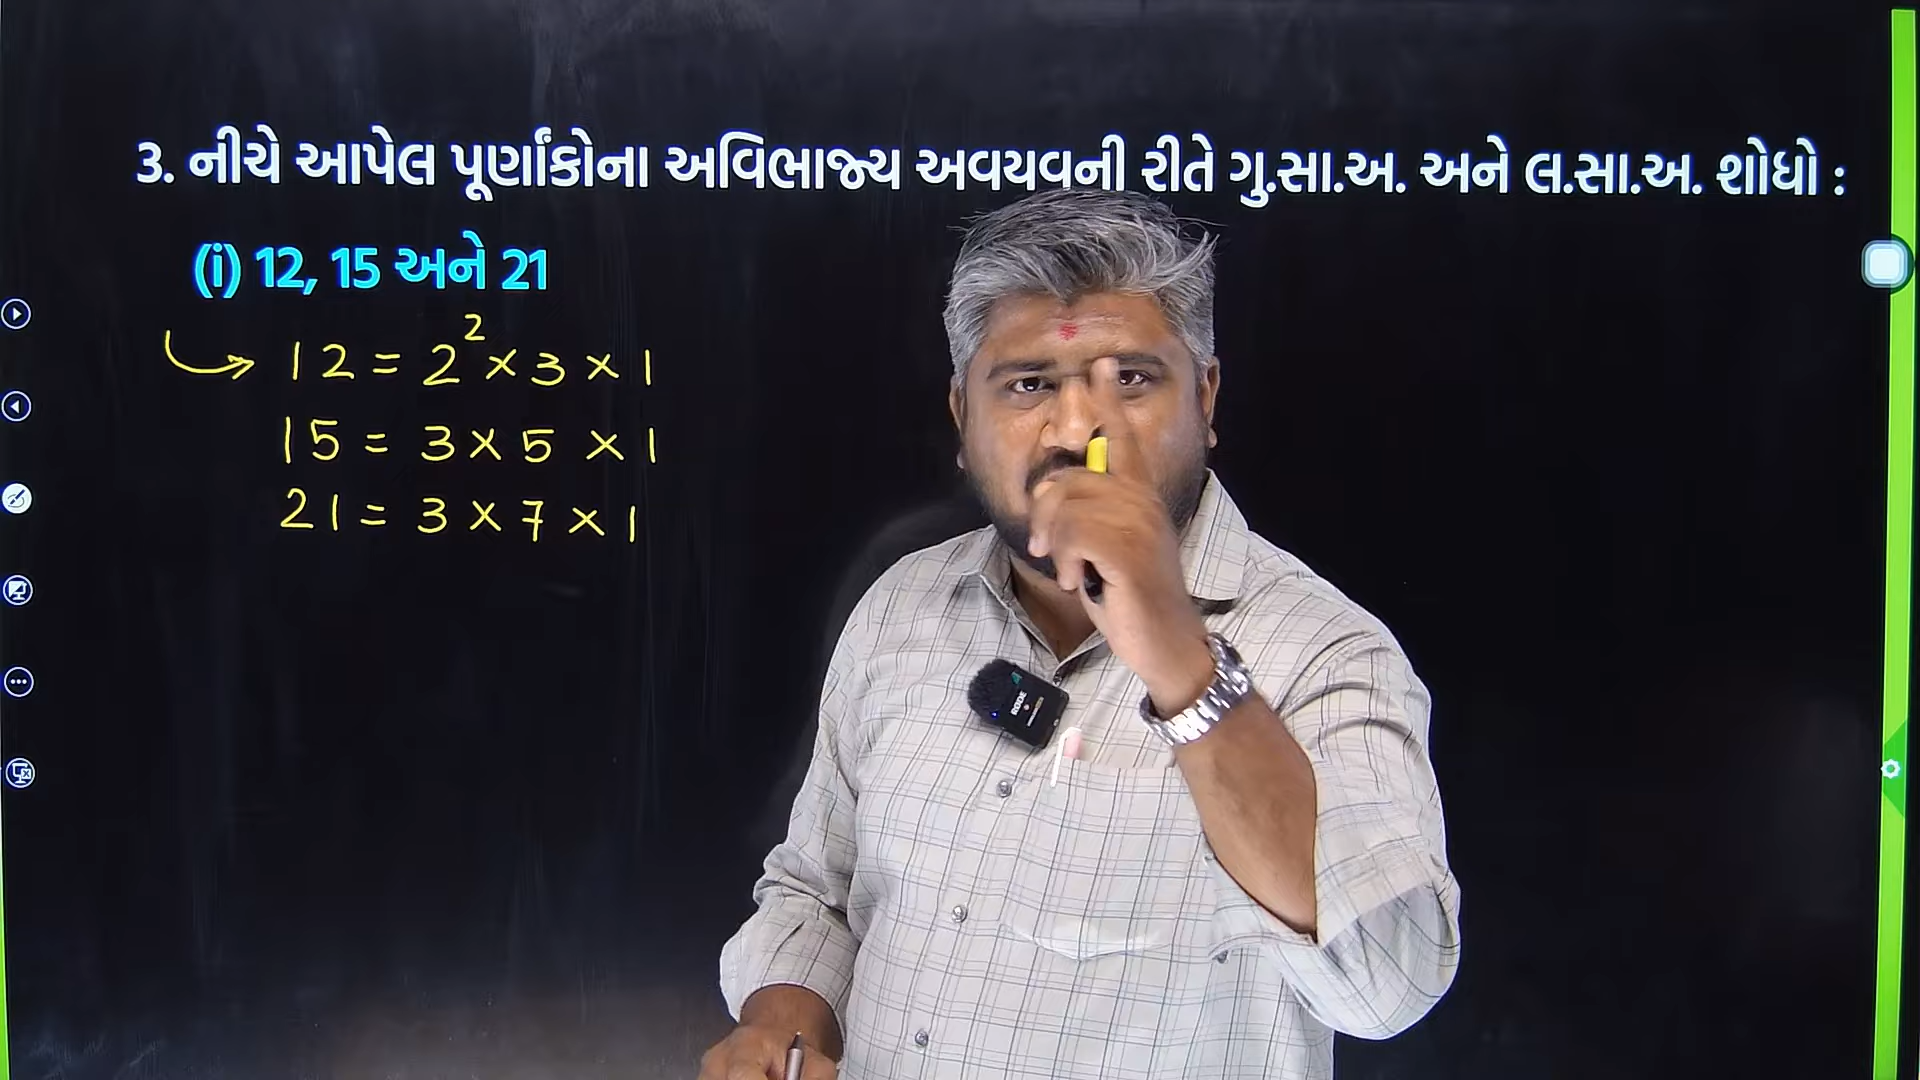 3. નીચે આપેલ પૂર્ણાંકોના અવિભાજ્ય અવયવની રીતે ગુ.સા.અ. અને લ.સા.અ. શોધો :
(i) 12, 15 અને 21
12 = 2² × 3 × 1
15 = 3 × 5 × 1
21 = 3 × 7 × 1
RODE